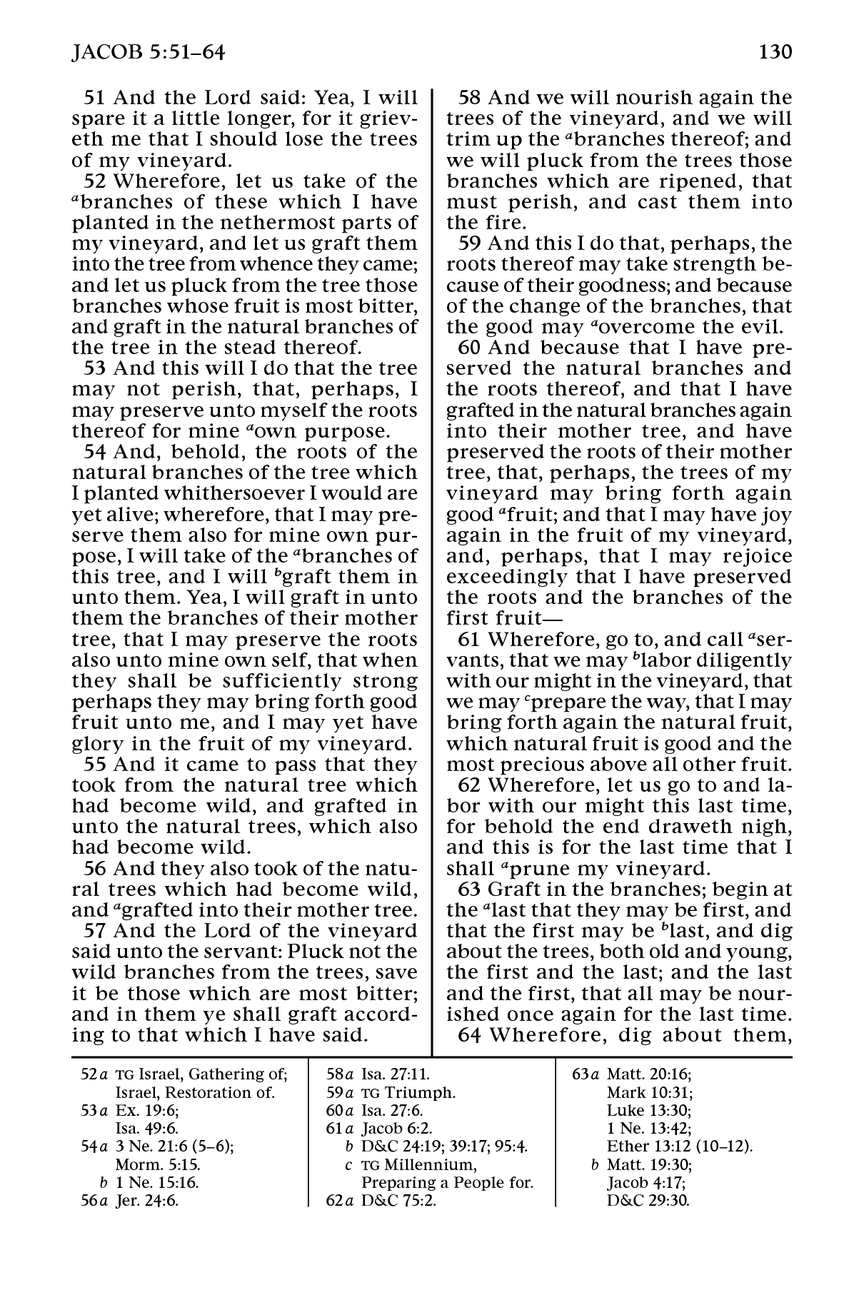 JACOB 5:51–64
130
51 And the Lord said: Yea, I will
spare it a little longer, for it griev-
eth me that I should lose the trees
of my vineyard.
52 Wherefore, let us take of the
abranches of these which I have
planted in the nethermost parts of
my vineyard, and let us graft them
into the tree from whence they came;
and let us pluck from the tree those
branches whose fruit is most bitter,
and graft in the natural branches of
the tree in the stead thereof.
53 And this will I do that the tree
may not perish, that, perhaps, I
may preserve unto myself the roots
thereof for mine aown purpose.
54 And, behold, the roots of the
natural branches of the tree which
I planted whithersoever I would are
yet alive; wherefore, that I may pre-
serve them also for mine own pur-
pose, I will take of the abranches of
this tree, and I will bgraft them in
unto them. Yea, I will graft in unto
them the branches of their mother
tree, that I may preserve the roots
also unto mine own self, that when
they shall be sufficiently strong
perhaps they may bring forth good
fruit unto me, and I may yet have
glory in the fruit of my vineyard.
55 And it came to pass that they
took from the natural tree which
had become wild, and grafted in
unto the natural trees, which also
had become wild.
56 And they also took of the natu-
ral trees which had become wild,
and agrafted into their mother tree.
57 And the Lord of the vineyard
said unto the servant: Pluck not the
wild branches from the trees, save
it be those which are most bitter;
and in them ye shall graft accord-
ing to that which I have said.
58 And we will nourish again the
trees of the vineyard, and we will
trim up the abranches thereof; and
we will pluck from the trees those
branches which are ripened, that
must perish, and cast them into
the fire.
59 And this I do that, perhaps, the
roots thereof may take strength be-
cause of their goodness; and because
of the change of the branches, that
the good may aovercome the evil.
60 And because that I have pre-
served the natural branches and
the roots thereof, and that I have
grafted in the natural branches again
into their mother tree, and have
preserved the roots of their mother
tree, that, perhaps, the trees of my
vineyard may bring forth again
good afruit; and that I may have joy
again in the fruit of my vineyard,
and, perhaps, that I may rejoice
exceedingly that I have preserved
the roots and the branches of the
first fruit—
61 Wherefore, go to, and call aser-
vants, that we may blabor diligently
with our might in the vineyard, that
we may cprepare the way, that I may
bring forth again the natural fruit,
which natural fruit is good and the
most precious above all other fruit.
62 Wherefore, let us go to and la-
bor with our might this last time,
for behold the end draweth nigh,
and this is for the last time that I
shall aprune my vineyard.
63 Graft in the branches; begin at
the alast that they may be first, and
that the first may be blast, and dig
about the trees, both old and young,
the first and the last; and the last
and the first, that all may be nour-
ished once again for the last time.
64 Wherefore, dig about them,
52a TG Israel, Gathering of;
Israel, Restoration of.
53a Ex. 19:6;
Isa. 49:6.
54a 3 Ne. 21:6 (5–6);
Morm. 5:15.
b 1 Ne. 15:16.
56a Jer. 24:6.
58a Isa. 27:11.
59a TG Triumph.
60a Isa. 27:6.
61a Jacob 6:2.
b D&C 24:19; 39:17; 95:4.
c TG Millennium,
Preparing a People for.
62a D&C 75:2.
63a Matt. 20:16;
Mark 10:31;
Luke 13:30;
1 Ne. 13:42;
Ether 13:12 (10–12).
b Matt. 19:30;
Jacob 4:17;
D&C 29:30.